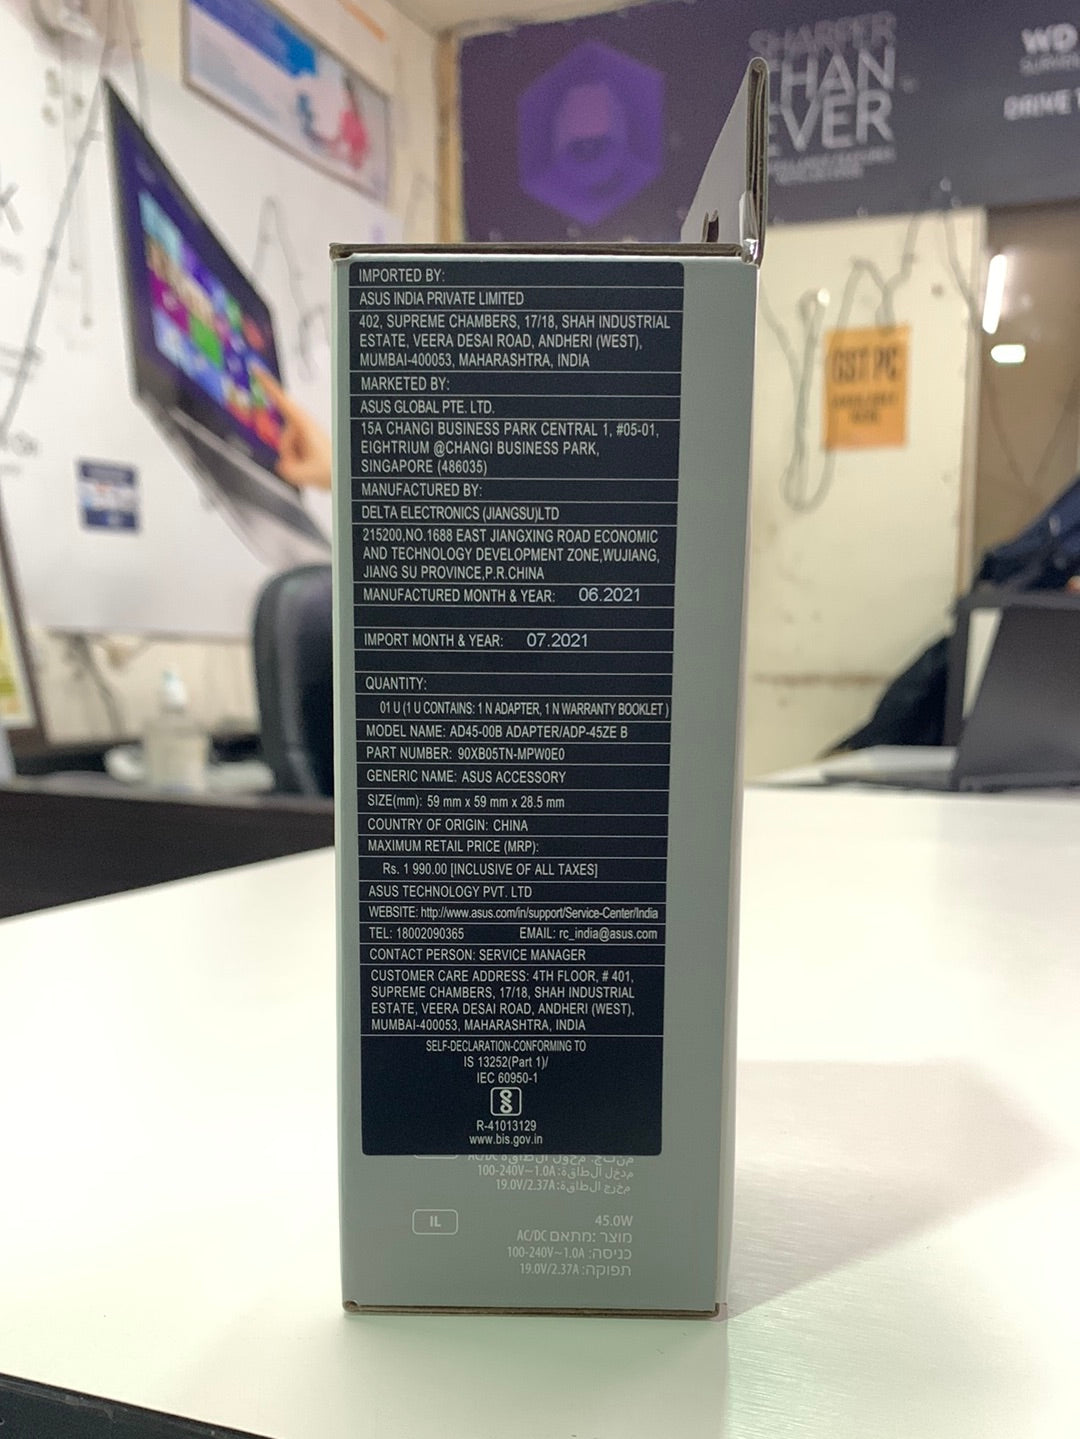 SHARPER
THAN
EVER
WD
DRIVE
GST PC
IMPORTED BY:
ASUS INDIA PRIVATE LIMITED
402, SUPREME CHAMBERS, 17/18, SHAH INDUSTRIAL
ESTATE, VEERA DESAI ROAD, ANDHERI (WEST),
MUMBAI-400053, MAHARASHTRA, INDIA
MARKETED BY:
ASUS GLOBAL PTE. LTD.
15A CHANGI BUSINESS PARK CENTRAL 1, #05-01,
EIGHTRIUM @CHANGI BUSINESS PARK,
SINGAPORE (486035)
MANUFACTURED BY:
DELTA ELECTRONICS (JIANGSU)LTD
215200,NO.1688 EAST JIANGXING ROAD ECONOMIC
AND TECHNOLOGY DEVELOPMENT ZONE,WUJIANG,
JIANG SU PROVINCE,P.R.CHINA
MANUFACTURED MONTH & YEAR: 06.2021
IMPORT MONTH & YEAR: 07.2021
QUANTITY:
01 U (1 U CONTAINS: 1 N ADAPTER, 1 N WARRANTY BOOKLET )
MODEL NAME: AD45-00B ADAPTER/ADP-45ZE B
PART NUMBER: 90XB05TN-MPW0E0
GENERIC NAME: ASUS ACCESSORY
SIZE(mm): 59 mm x 59 mm x 28.5 mm
COUNTRY OF ORIGIN: CHINA
MAXIMUM RETAIL PRICE (MRP):
Rs. 1 990.00 [INCLUSIVE OF ALL TAXES]
ASUS TECHNOLOGY PVT. LTD
WEBSITE: http://www.asus.com/in/support/Service-Center/India
TEL: 18002090365 EMAIL: rc_india@asus.com
CONTACT PERSON: SERVICE MANAGER
CUSTOMER CARE ADDRESS: 4TH FLOOR, # 401,
SUPREME CHAMBERS, 17/18, SHAH INDUSTRIAL
ESTATE, VEERA DESAI ROAD, ANDHERI (WEST),
MUMBAI-400053, MAHARASHTRA, INDIA
SELF-DECLARATION-CONFORMING TO
IS 13252(Part 1)/
IEC 60950-1
R-41013129
www.bis.gov.in
منتج: محول الطاقة AC/DC
مدخل الطاقة: 100-240V~1.0A
مخرج الطاقة: 19.0V/2.37A
IL
45.0W
מוצר: מתאם AC/DC
כניסה: 100-240V~1.0A
תפוקה: 19.0V/2.37A